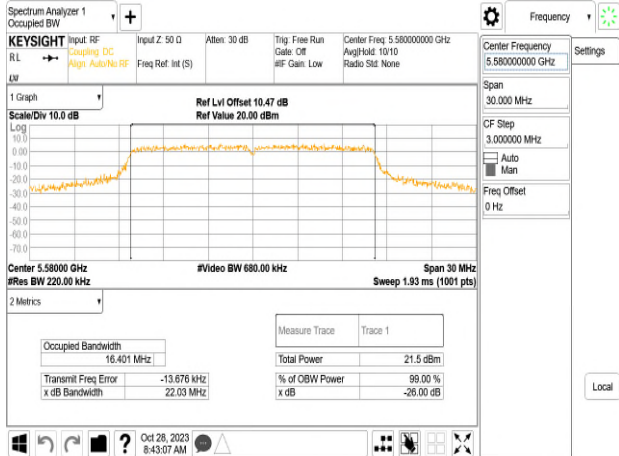 Spectrum Analyzer 1
Occupied BW
Frequency
KEYSIGHT
RL
Input: RF
Coupling: DC
Align: Auto/No RF
Input Z: 50 Ω
Freq Ref: Int (S)
Atten: 30 dB
Trig: Free Run
Gate: Off
#IF Gain: Low
Center Freq: 5.580000000 GHz
Avg|Hold: 10/10
Radio Std: None
Center Frequency
5.580000000 GHz
Settings
Span
30.000 MHz
CF Step
3.000000 MHz
Auto
Man
Freq Offset
0 Hz
Local
1 Graph
Scale/Div 10.0 dB
Ref Lvl Offset 10.47 dB
Ref Value 20.00 dBm
Log
10.0
0.00
-10.0
-20.0
-30.0
-40.0
-50.0
-60.0
-70.0
Center 5.58000 GHz
#Res BW 220.00 kHz
#Video BW 680.00 kHz
Span 30 MHz
Sweep 1.93 ms (1001 pts)
2 Metrics
Measure Trace Trace 1
Occupied Bandwidth
16.401 MHz
Total Power 21.5 dBm
Transmit Freq Error -13.676 kHz
% of OBW Power 99.00 %
x dB Bandwidth 22.03 MHz
x dB -26.00 dB
?
Oct 28, 2023
8:43:07 AM